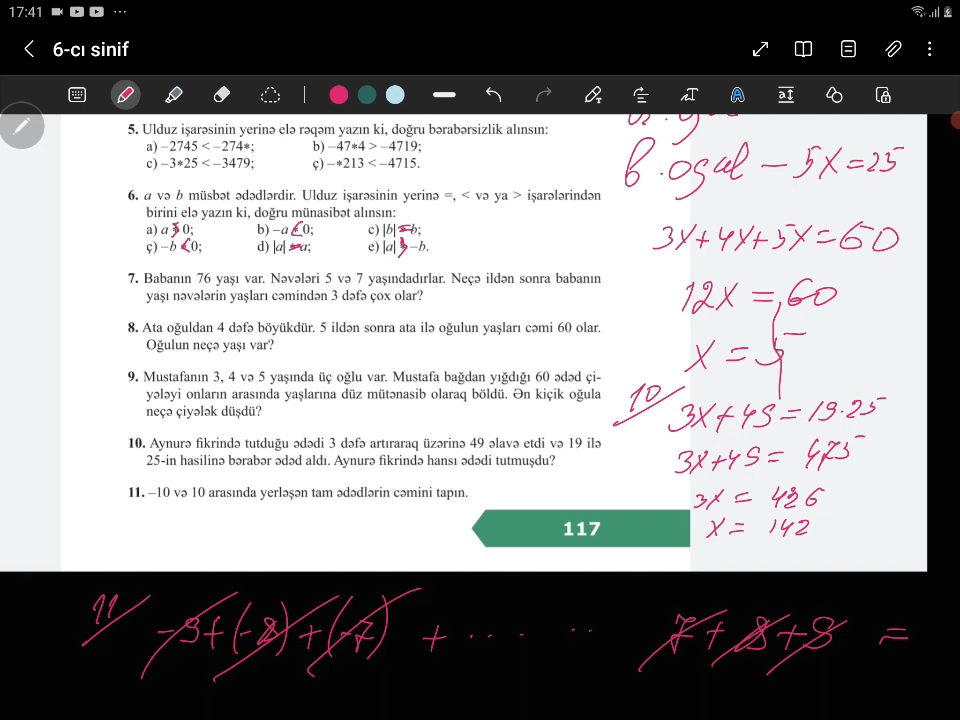 17:41
6-cı sinif
5. Ulduz işarəsinin yerinə elə rəqəm yazın ki, doğru bərabərsizlik alınsın:
a) −2745 < −274*; b) −47*4 > −4719;
c) −3*25 < −3479; ç) −*213 < −4715.
6. a və b müsbət ədədlərdir. Ulduz işarəsinin yerinə =, < və ya > işarələrindən
birini elə yazın ki, doğru münasibət alınsın:
a) a > 0; b) −a < 0; c) |b| = b;
ç) −b < 0; d) |a| = a; e) |a| > −b.
7. Babanın 76 yaşı var. Nəvələri 5 və 7 yaşındadırlar. Neçə ildən sonra babanın
yaşı nəvələrin yaşları cəmindən 3 dəfə çox olar?
8. Ata oğuldan 4 dəfə böyükdür. 5 ildən sonra ata ilə oğulun yaşları cəmi 60 olar.
Oğulun neçə yaşı var?
9. Mustafanın 3, 4 və 5 yaşında üç oğlu var. Mustafa bağdan yığdığı 60 ədəd çi-
yələyi onların arasında yaşlarına düz mütənasib olaraq böldü. Ən kiçik oğula
neçə çiyələk düşdü?
10. Aynurə fikrində tutduğu ədədi 3 dəfə artıraraq üzərinə 49 əlavə etdi və 19 ilə
25-in hasilinə bərabər ədəd aldı. Aynurə fikrində hansı ədədi tutmuşdu?
11. −10 və 10 arasında yerləşən tam ədədlərin cəmini tapın.
117
b.ogul − 5x=25
3x+4x+5x=60
12x = 60
x = 5
10
3x+49=19·25
3x+49= 475
3x = 426
x = 142
11
-9+(-8)+(-7) + ... .. 7+8+9 =